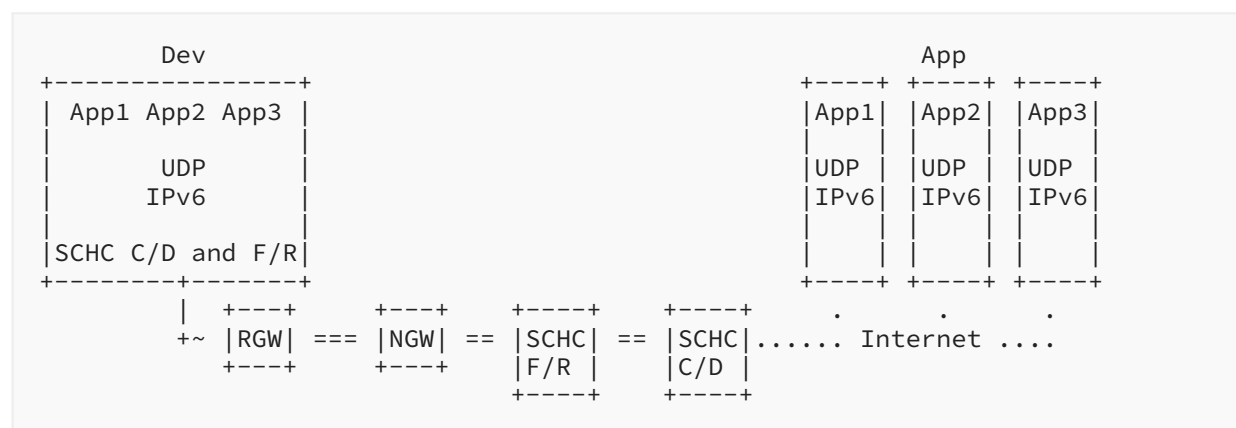 Dev                                               App
+----------------+                                +----+ +----+ +----+
| App1 App2 App3 |                                |App1| |App2| |App3|
|                |                                |    | |    | |    |
|       UDP      |                                |UDP | |UDP | |UDP |
|      IPv6      |                                |IPv6| |IPv6| |IPv6|
|                |                                |    | |    | |    |
|SCHC C/D and F/R|                                |    | |    | |    |
+--------+-------+                                +----+ +----+ +----+
         |  +---+     +---+    +----+    +----+     .      .      .
         +~ |RGW| === |NGW| == |SCHC| == |SCHC|...... Internet ....
            +---+     +---+    |F/R |    |C/D |
                               +----+    +----+